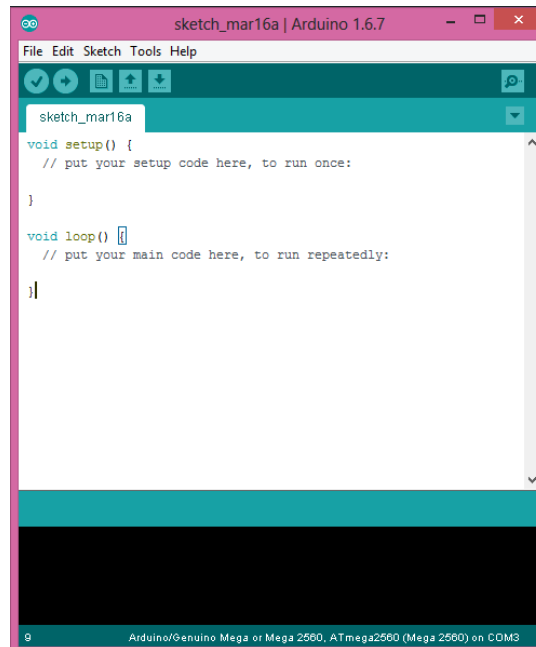 sketch_mar16a | Arduino 1.6.7
File Edit Sketch Tools Help
sketch_mar16a
void setup() {
  // put your setup code here, to run once:
}
void loop() {
  // put your main code here, to run repeatedly:
}
9 Arduino/Genuino Mega or Mega 2560, ATmega2560 (Mega 2560) on COM3